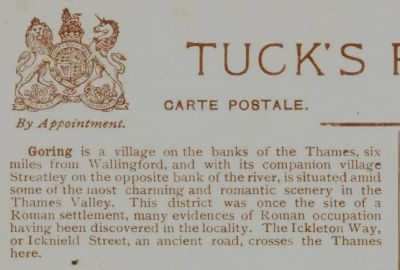 TUCK'S
CARTE POSTALE.
By Appointment.
Goring is a village on the banks of the Thames, six
miles from Wallingford, and with its companion village
Streatley on the opposite bank of the river, is situated amid
some of the most charming and romantic scenery in the
Thames Valley. This district was once the site of a
Roman settlement, many evidences of Roman occupation
having been discovered in the locality. The Ickleton Way,
or Icknield Street, an ancient road, crosses the Thames
here.